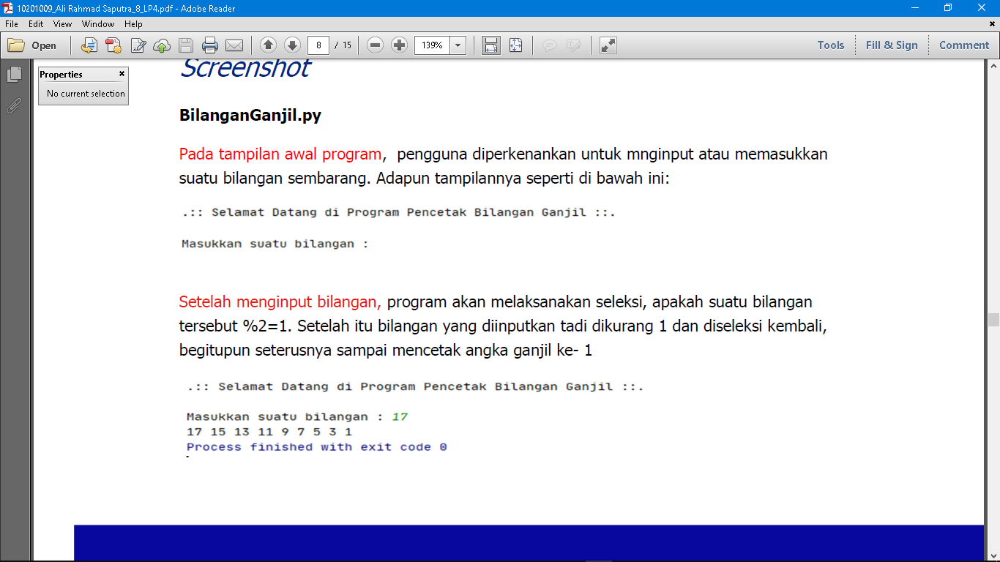 10201009_Ali Rahmad Saputra_8_LP4.pdf - Adobe Reader
File Edit View Window Help
Open 8 / 15 139% Tools Fill & Sign Comment
Properties
No current selection
Screenshot
BilanganGanjil.py
Pada tampilan awal program, pengguna diperkenankan untuk mnginput atau memasukkan
suatu bilangan sembarang. Adapun tampilannya seperti di bawah ini:
.:: Selamat Datang di Program Pencetak Bilangan Ganjil ::.
Masukkan suatu bilangan :
Setelah menginput bilangan, program akan melaksanakan seleksi, apakah suatu bilangan
tersebut %2=1. Setelah itu bilangan yang diinputkan tadi dikurang 1 dan diseleksi kembali,
begitupun seterusnya sampai mencetak angka ganjil ke- 1
.:: Selamat Datang di Program Pencetak Bilangan Ganjil ::.
Masukkan suatu bilangan : 17
17 15 13 11 9 7 5 3 1
Process finished with exit code 0